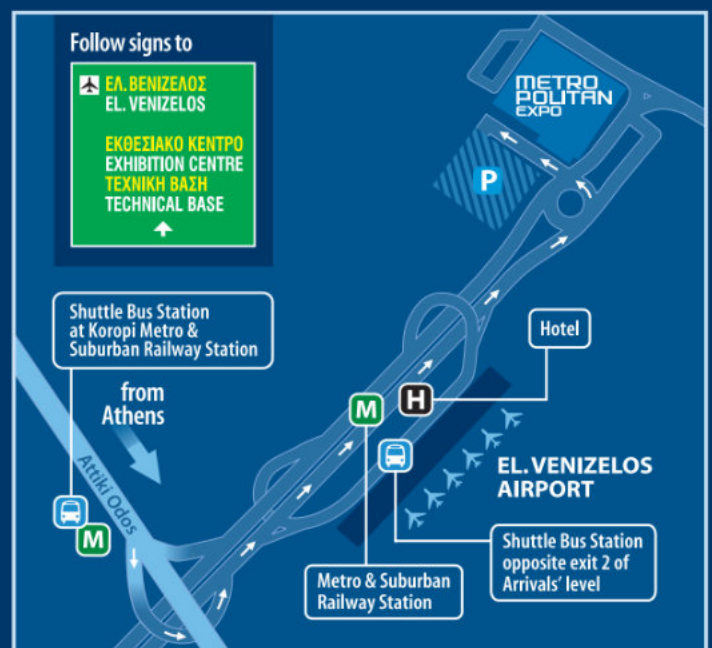 Follow signs to
ΕΛ. ΒΕΝΙΖΕΛΟΣ
EL. VENIZELOS
ΕΚΘΕΣΙΑΚΟ ΚΕΝΤΡΟ
EXHIBITION CENTRE
ΤΕΧΝΙΚΗ ΒΑΣΗ
TECHNICAL BASE
METRO
POLITAN
EXPO
P
Shuttle Bus Station
at Koropi Metro &
Suburban Railway Station
Hotel
from
Athens
M
H
Attiki Odos
EL. VENIZELOS
AIRPORT
M
Metro & Suburban
Railway Station
Shuttle Bus Station
opposite exit 2 of
Arrivals' level